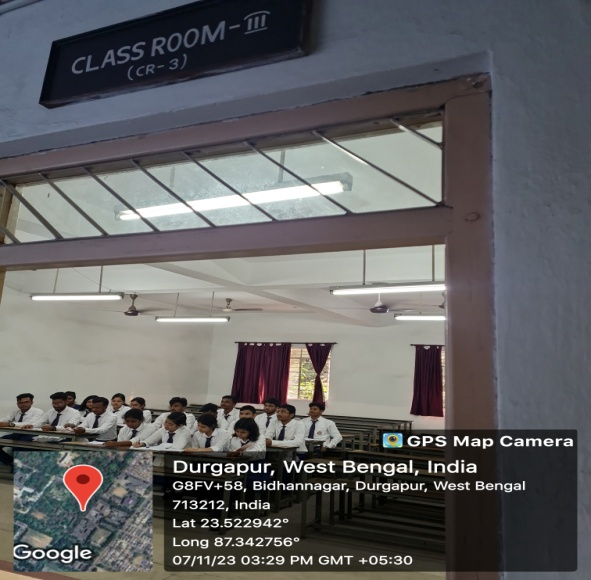 CLASS ROOM-III
(CR-3)
GPS Map Camera
Durgapur, West Bengal, India
G8FV+58, Bidhannagar, Durgapur, West Bengal
713212, India
Lat 23.522942°
Long 87.342756°
07/11/23 03:29 PM GMT +05:30
Google